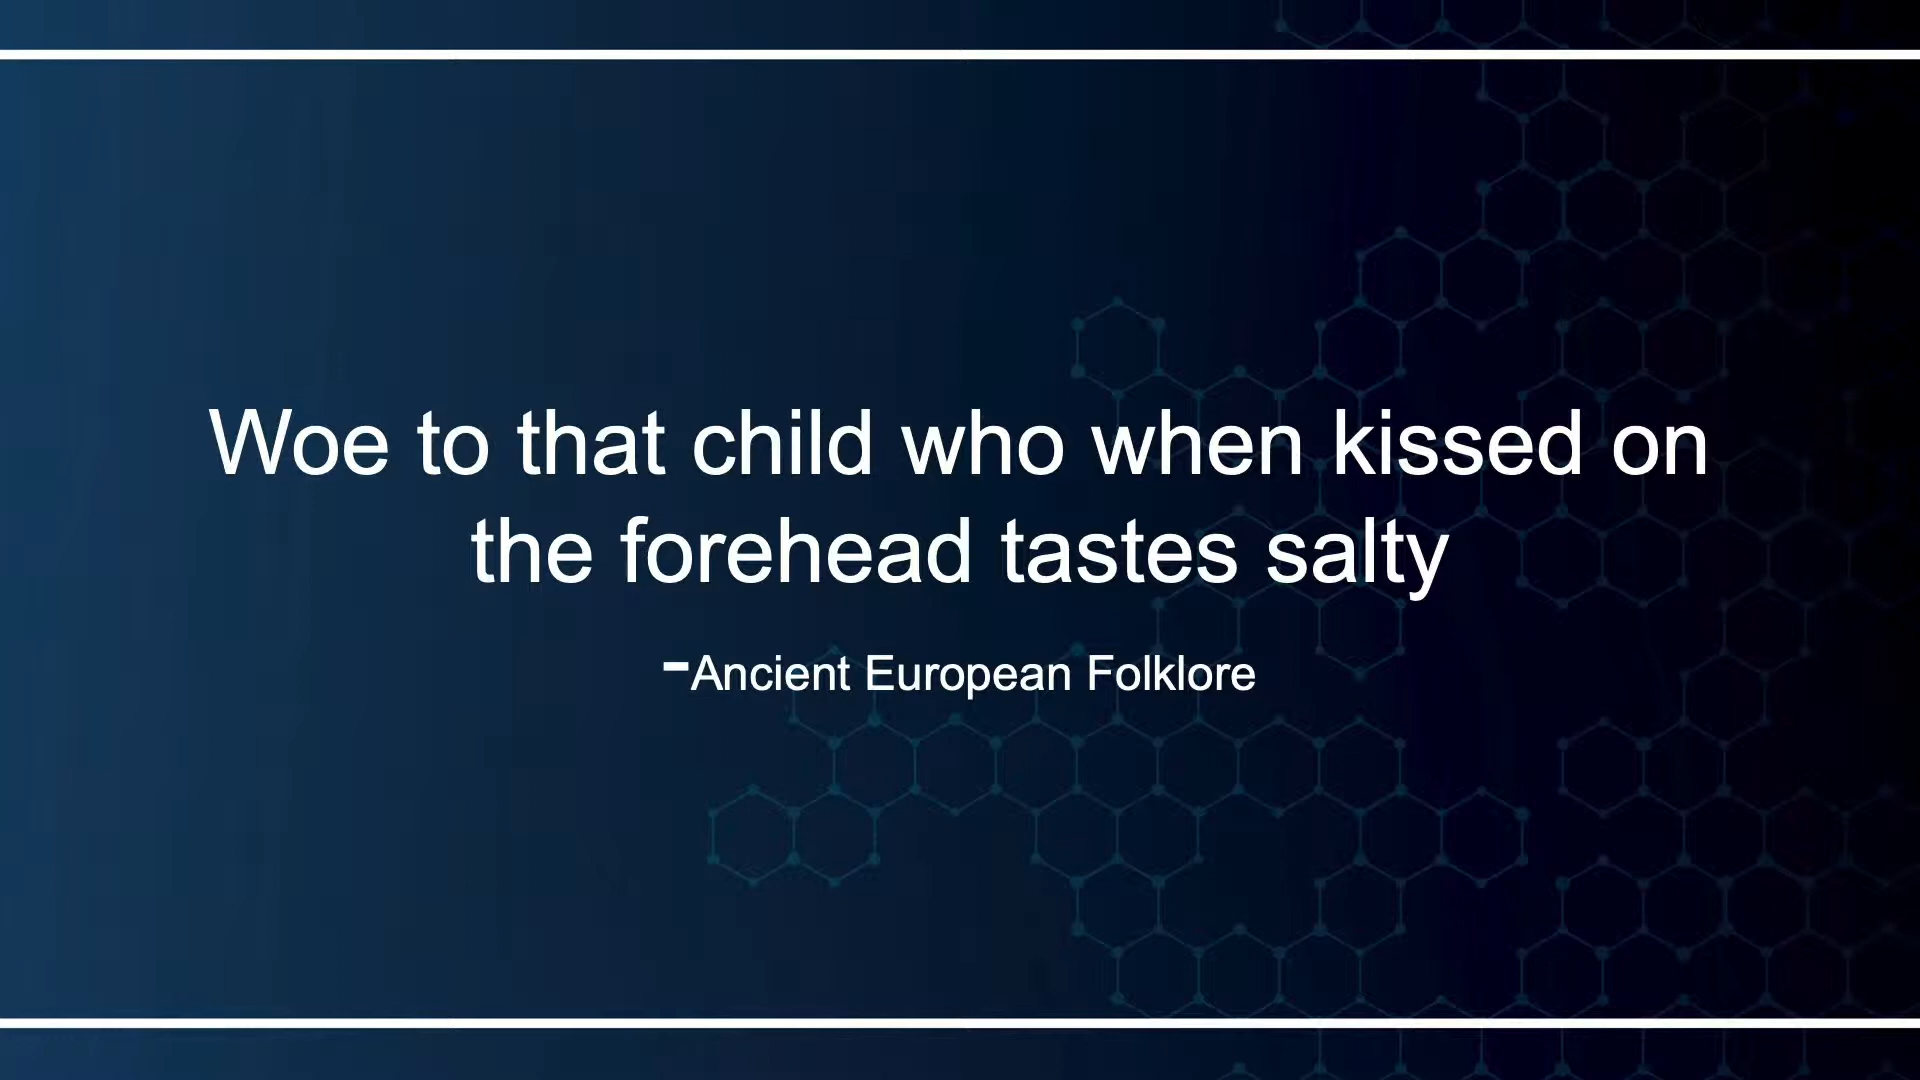 Woe to that child who when kissed on
the forehead tastes salty
-Ancient European Folklore